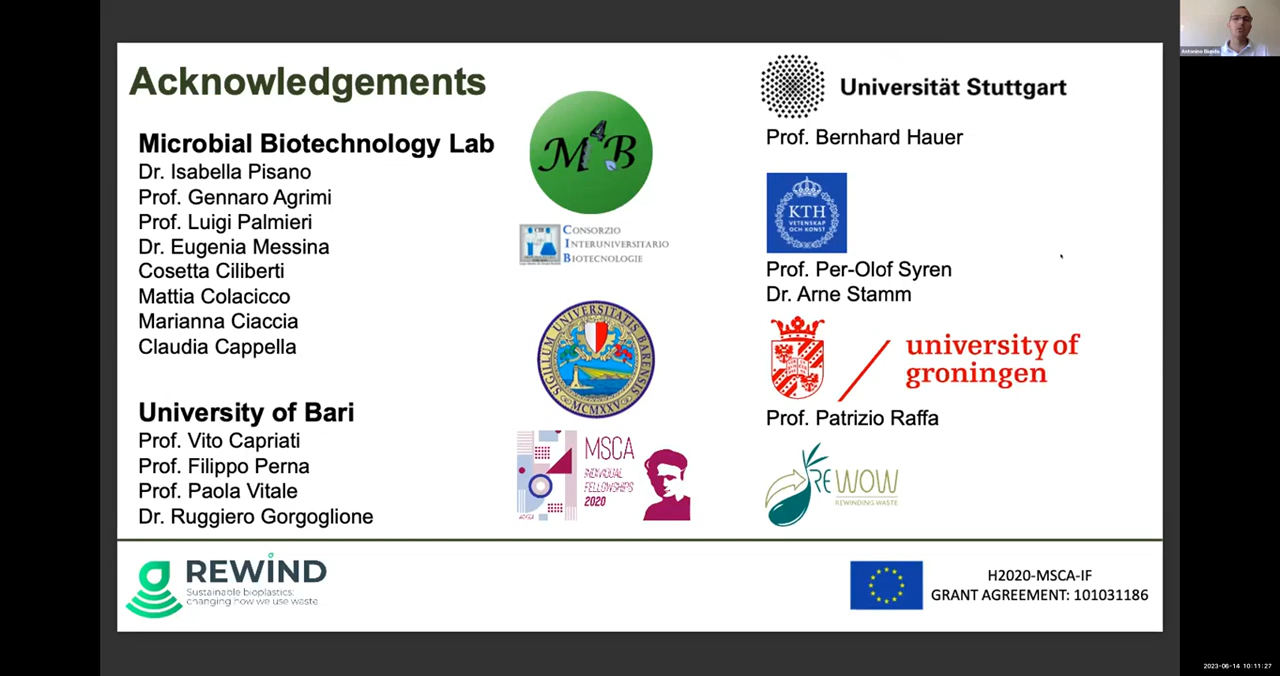 Acknowledgements
Microbial Biotechnology Lab
Dr. Isabella Pisano
Prof. Gennaro Agrimi
Prof. Luigi Palmieri
Dr. Eugenia Messina
Cosetta Ciliberti
Mattia Colacicco
Marianna Ciaccia
Claudia Cappella
University of Bari
Prof. Vito Capriati
Prof. Filippo Perna
Prof. Paola Vitale
Dr. Ruggiero Gorgoglione
M4B
CONSORZIO
INTERUNIVERSITARIO
BIOTECNOLOGIE
SIGILLUM UNIVERSITATIS BARENSIS
MCMXXV
MSCA
INDIVIDUAL
FELLOWSHIPS
2020
Universität Stuttgart
Prof. Bernhard Hauer
KTH
VETENSKAP
OCH KONST
Prof. Per-Olof Syren
Dr. Arne Stamm
university of
groningen
Prof. Patrizio Raffa
REWOW
REWINDING WASTE
REWIND
Sustainable bioplastics:
changing how we use waste
H2020-MSCA-IF
GRANT AGREEMENT: 101031186
Antonino Biundo
2023-06-14 10:11:27